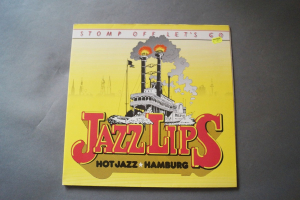 STOMP OFF, LET'S GO
JAZZ LIPS
HOT JAZZ ★ HAMBURG